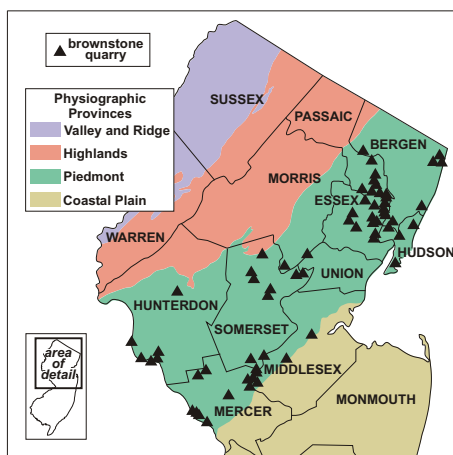 brownstone
quarry
Physiographic
Provinces
Valley and Ridge
Highlands
Piedmont
Coastal Plain
SUSSEX
PASSAIC
BERGEN
MORRIS
ESSEX
WARREN
HUDSON
UNION
HUNTERDON
SOMERSET
MIDDLESEX
MERCER
MONMOUTH
area
of
detail